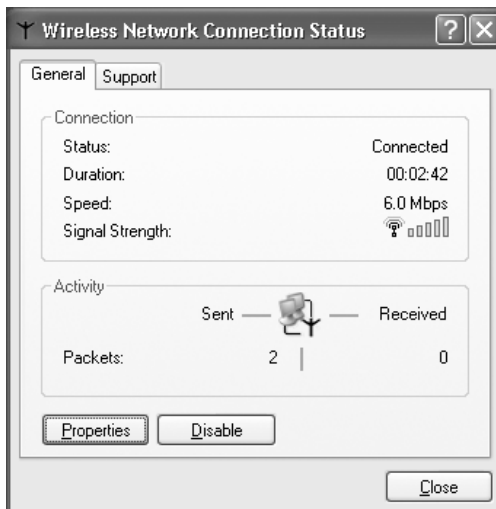 Wireless Network Connection Status
General Support
Connection
Status: Connected
Duration: 00:02:42
Speed: 6.0 Mbps
Signal Strength:
Activity
Sent Received
Packets: 2 0
Properties Disable
Close